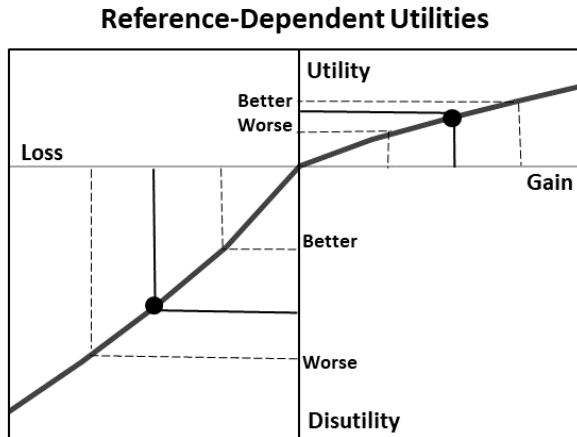 Reference-Dependent Utilities
Utility
Better
Worse
Loss
Gain
Better
Worse
Disutility